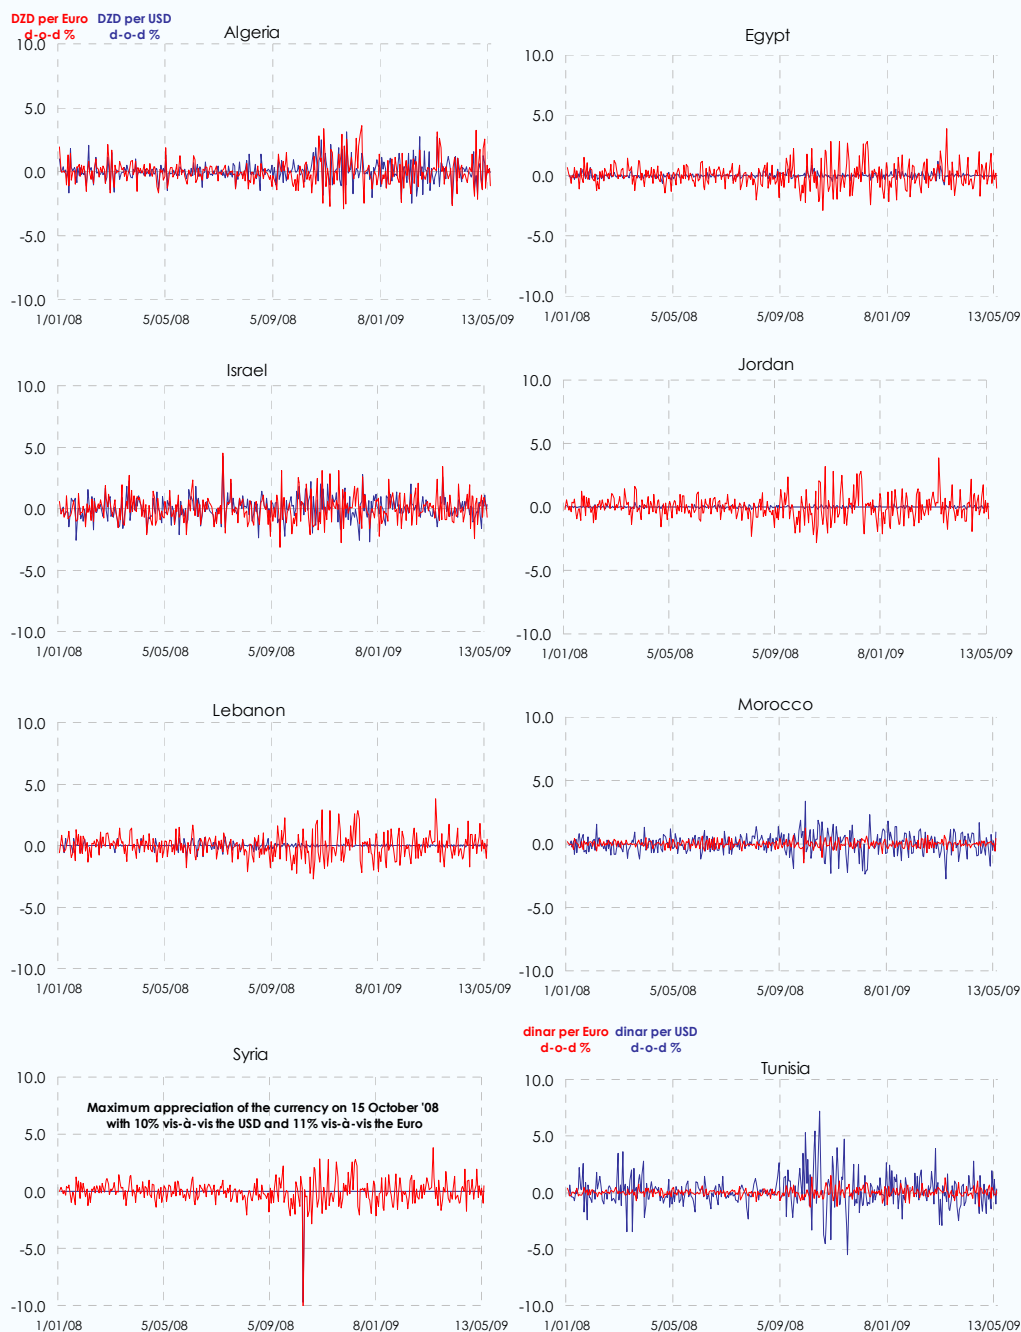 DZD per Euro DZD per USD
d-o-d % d-o-d %
Algeria
10.0
5.0
0.0
-5.0
-10.0
1/01/08 5/05/08 5/09/08 8/01/09 13/05/09
Egypt
10.0
5.0
0.0
-5.0
-10.0
1/01/08 5/05/08 5/09/08 8/01/09 13/05/09
Israel
10.0
5.0
0.0
-5.0
-10.0
1/01/08 5/05/08 5/09/08 8/01/09 13/05/09
Jordan
10.0
5.0
0.0
-5.0
-10.0
1/01/08 5/05/08 5/09/08 8/01/09 13/05/09
Lebanon
10.0
5.0
0.0
-5.0
-10.0
1/01/08 5/05/08 5/09/08 8/01/09 13/05/09
Morocco
10.0
5.0
0.0
-5.0
-10.0
1/01/08 5/05/08 5/09/08 8/01/09 13/05/09
Syria
10.0
Maximum appreciation of the currency on 15 October '08
with 10% vis-à-vis the USD and 11% vis-à-vis the Euro
5.0
0.0
-5.0
-10.0
1/01/08 5/05/08 5/09/08 8/01/09 13/05/09
dinar per Euro dinar per USD
d-o-d % d-o-d %
Tunisia
10.0
5.0
0.0
-5.0
-10.0
1/01/08 5/05/08 5/09/08 8/01/09 13/05/09